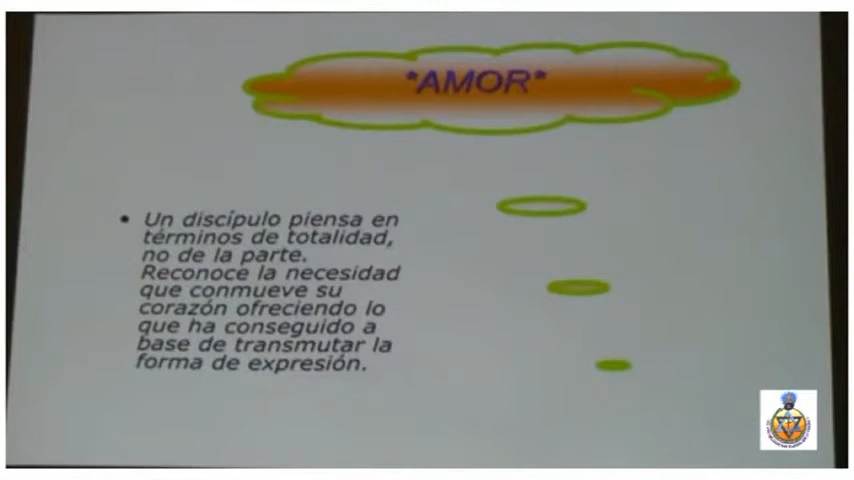 *AMOR*
• Un discípulo piensa en
términos de totalidad,
no de la parte.
Reconoce la necesidad
que conmueve su
corazón ofreciendo lo
que ha conseguido a
base de transmutar la
forma de expresión.